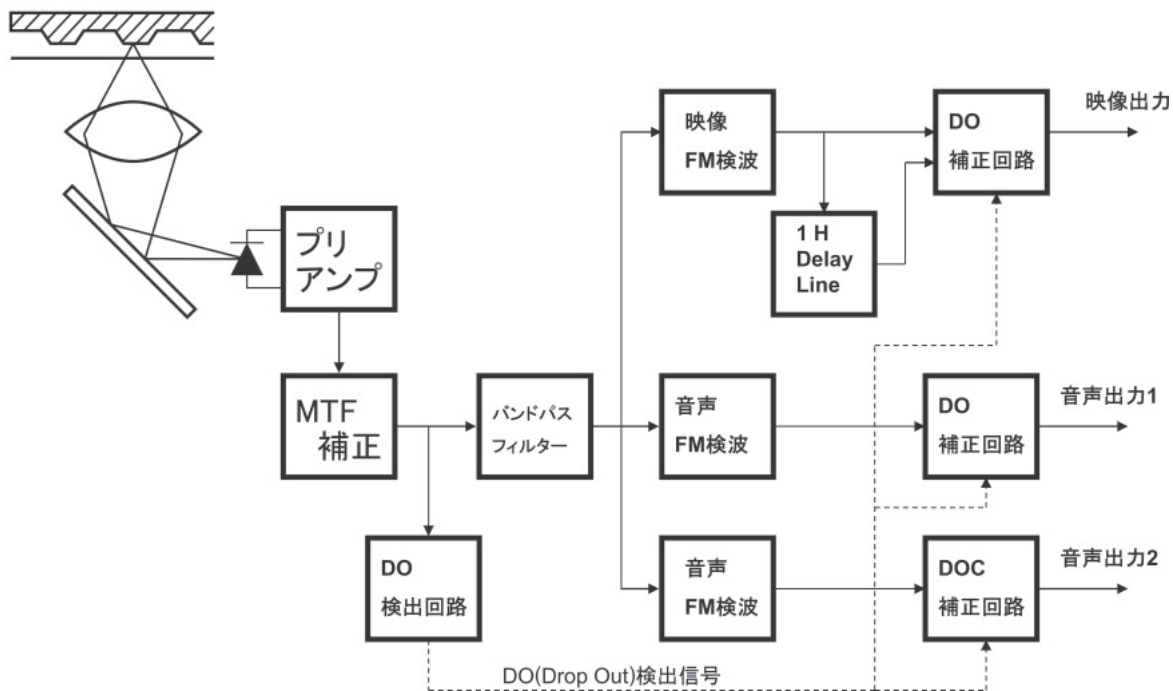 プリ
アンプ
MTF
補正
バンドパス
フィルター
DO
検出回路
映像
FM検波
1 H
Delay
Line
DO
補正回路
映像出力
音声
FM検波
DO
補正回路
音声出力1
音声
FM検波
DOC
補正回路
音声出力2
DO(Drop Out)検出信号